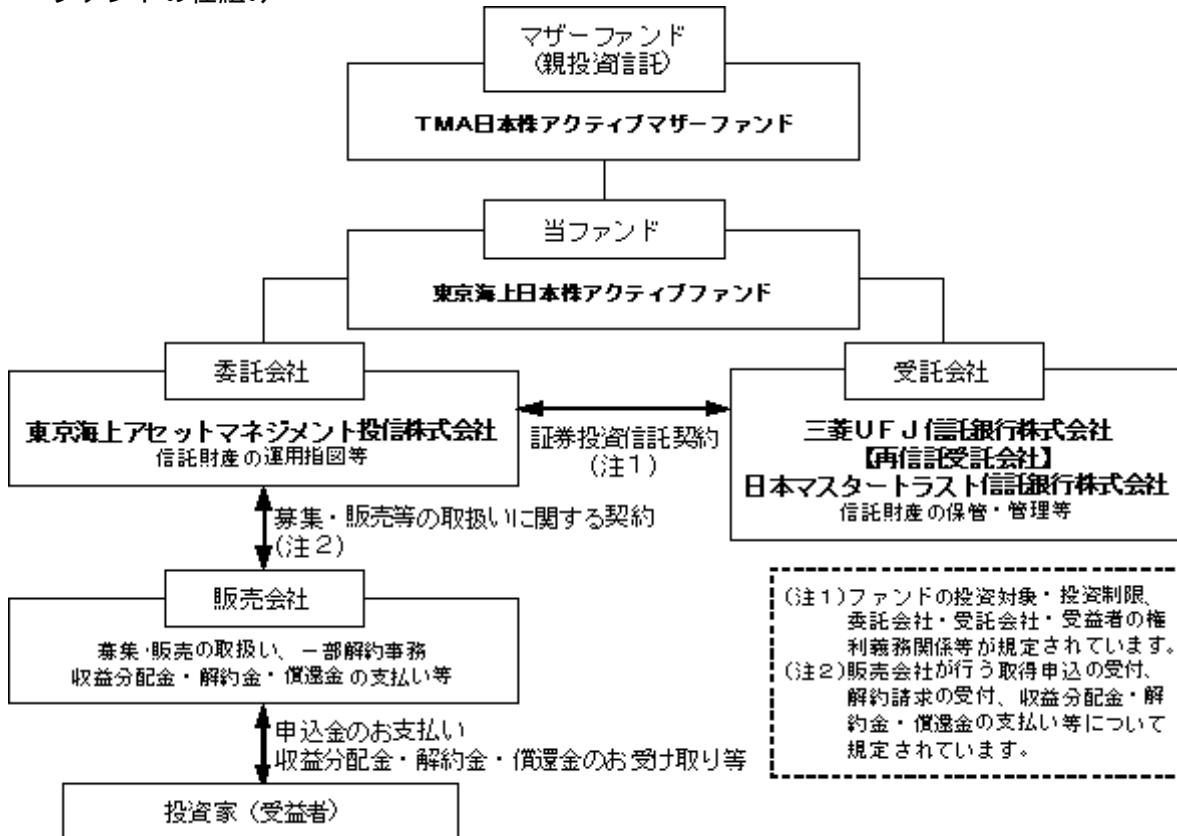 ファンドの仕組み
マザーファンド
(親投資信託)
TMA日本株アクティブマザーファンド
当ファンド
東京海上日本株アクティブファンド
委託会社
東京海上アセットマネジメント投信株式会社
信託財産の運用指図等
証券投資信託契約
(注1)
受託会社
三菱UFJ信託銀行株式会社
【再信託受託会社】
日本マスタートラスト信託銀行株式会社
信託財産の保管・管理等
募集・販売等の取扱いに関する契約
(注2)
販売会社
募集・販売の取扱い、一部解約事務
収益分配金・解約金・償還金の支払い等
申込金のお支払い
収益分配金・解約金・償還金のお受け取り等
投資家(受益者)
(注1)ファンドの投資対象・投資制限、
委託会社・受託会社・受益者の権
利義務関係等が規定されています。
(注2)販売会社が行う取得申込の受付、
解約請求の受付、収益分配金・解
約金・償還金の支払い等について
規定されています。